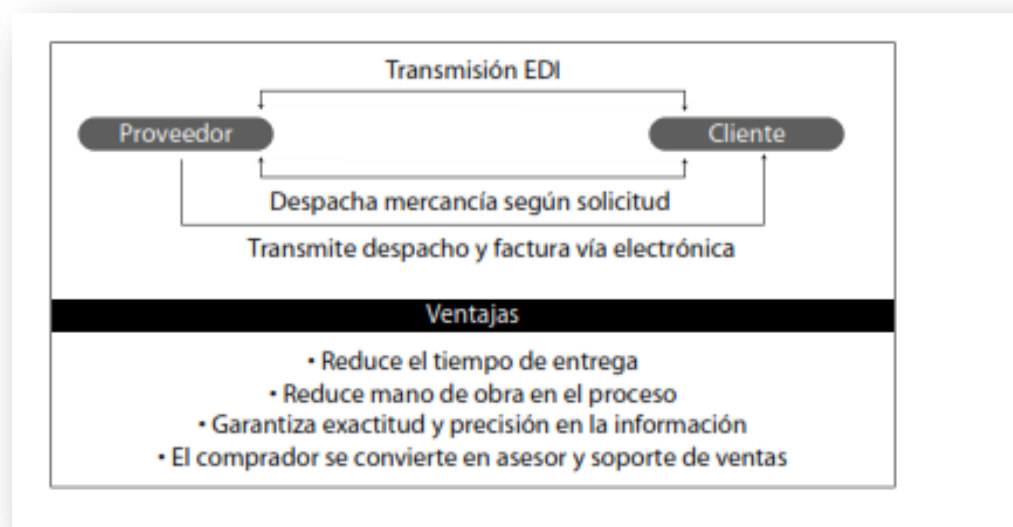 Transmisión EDI
Proveedor
Cliente
Despacha mercancía según solicitud
Transmite despacho y factura vía electrónica
Ventajas
• Reduce el tiempo de entrega
• Reduce mano de obra en el proceso
• Garantiza exactitud y precisión en la información
• El comprador se convierte en asesor y soporte de ventas